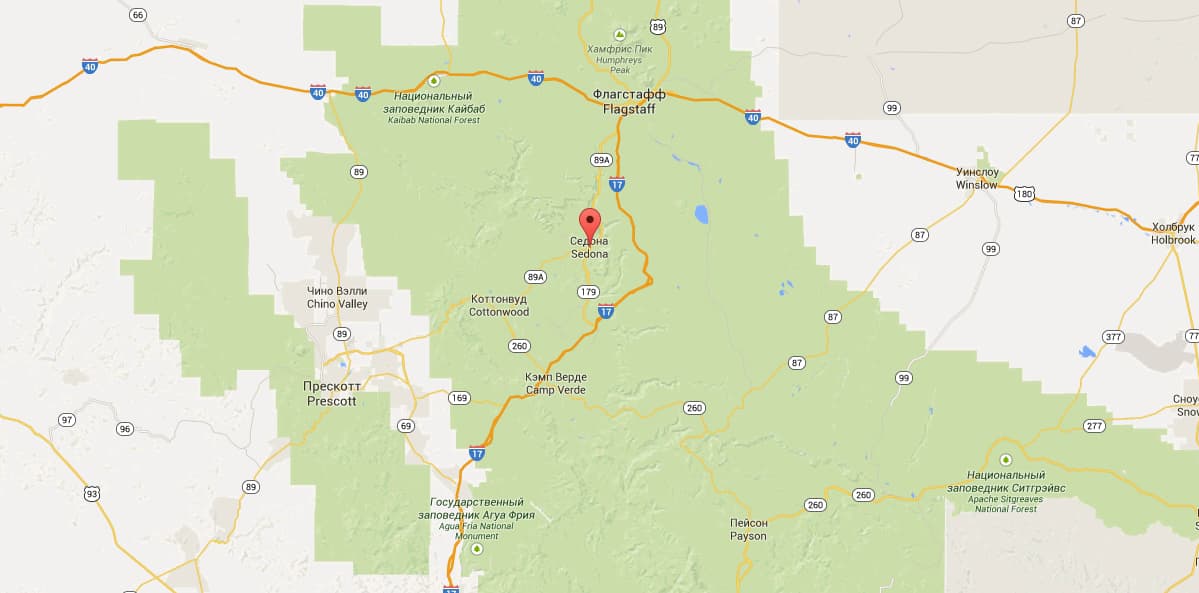 66
89
87
Хамфрис Пик
Humphreys
Peak
40
40
40
40
Национальный
заповедник Кайбаб
Kaibab National Forest
Флагстафф
Flagstaff
99
40
40
89A
77
89
17
Уинслоу
Winslow
180
Седона
Sedona
87
Холбрук
Holbrook
99
89A
179
Чино Вэлли
Chino Valley
Коттонвуд
Cottonwood
17
87
89
260
377
77
87
Кэмп Верде
Camp Verde
99
Прескотт
Prescott
169
260
Сноу
Snow
97
96
69
277
17
Национальный
заповедник Ситгрэйвс
Apache Sitgreaves
National Forest
93
89
260
260
Государственный
заповедник Агуа Фрия
Agua Fria National
Monument
Пейсон
Payson
17